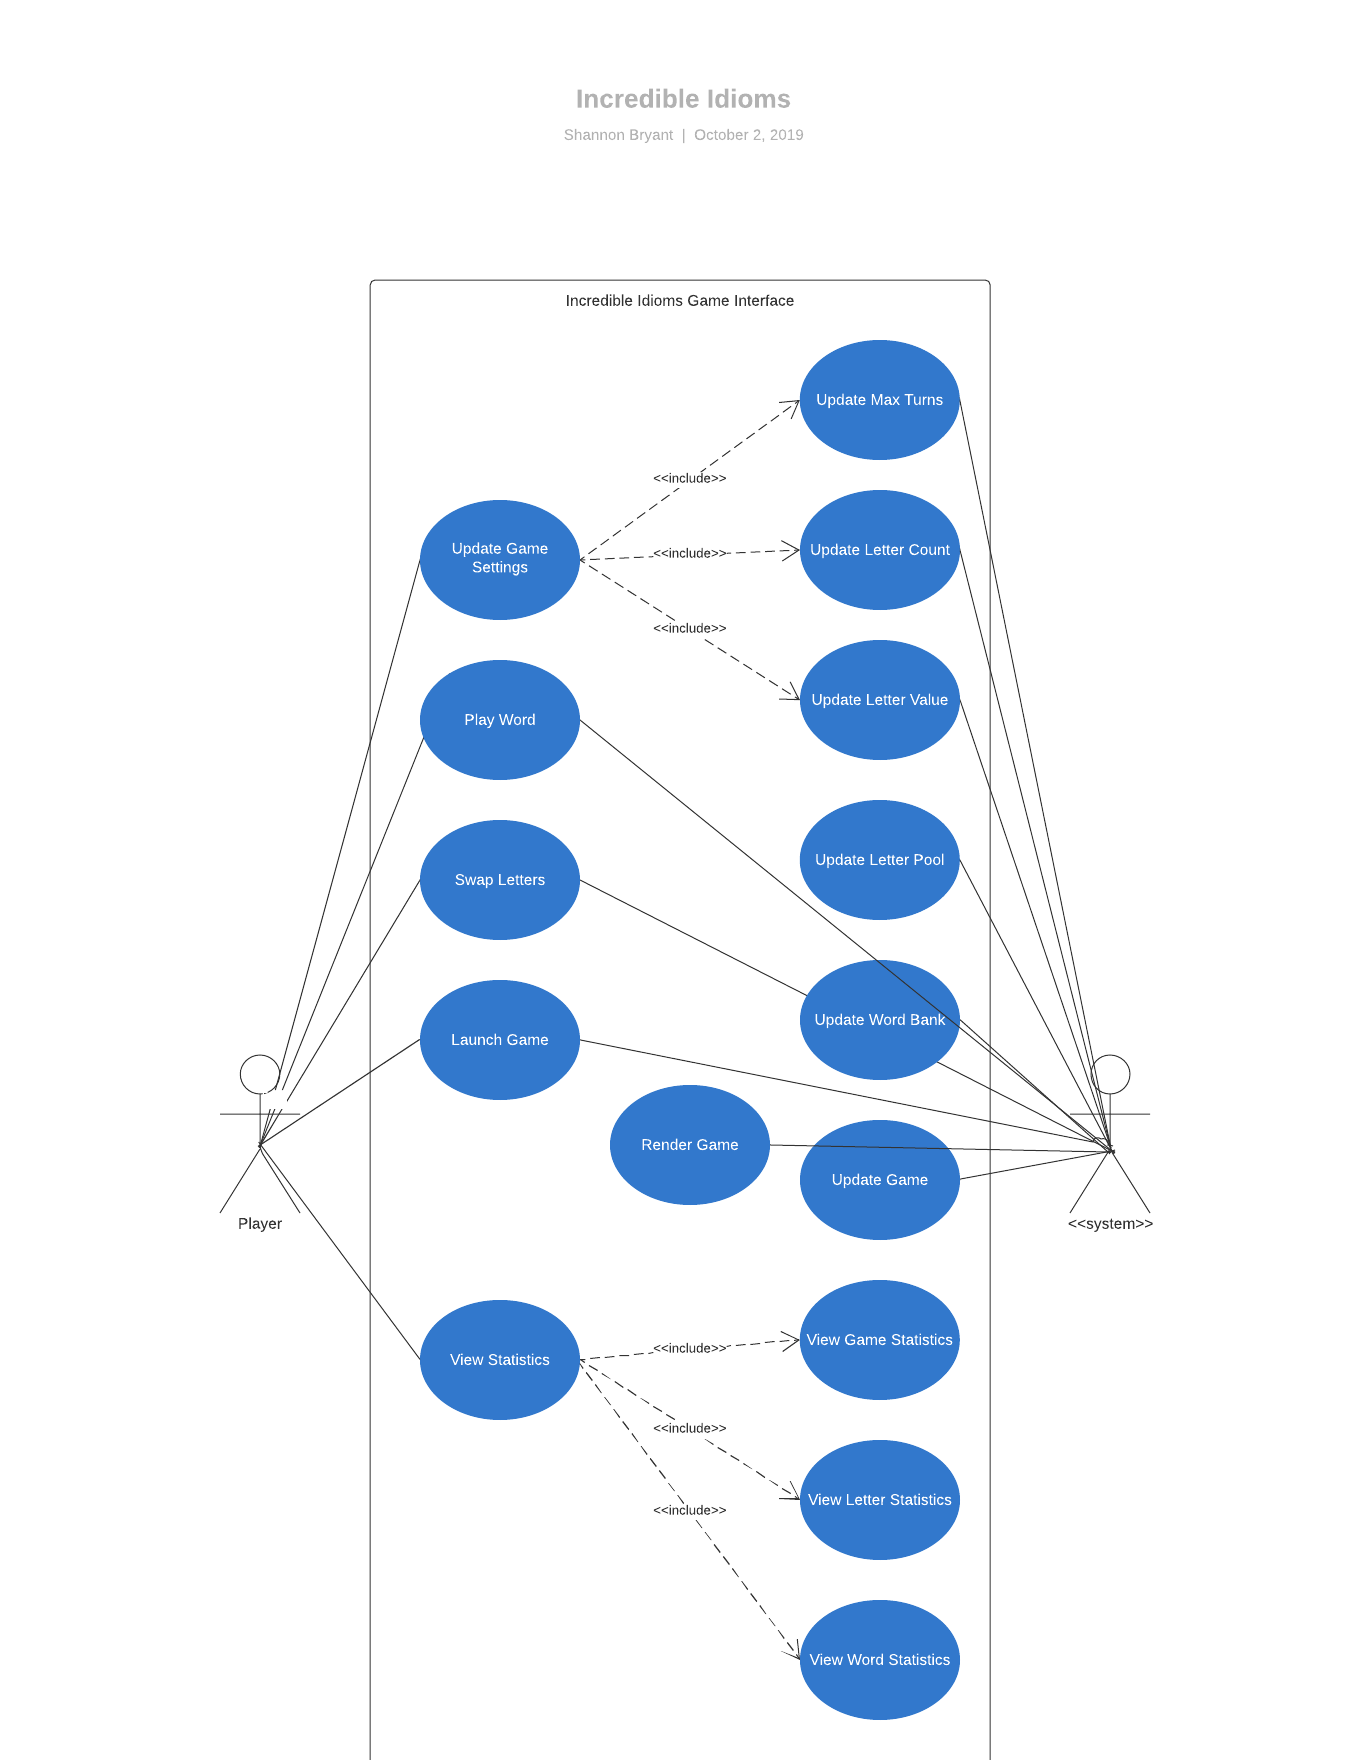 Incredible Idioms
Shannon Bryant | October 2, 2019
Incredible Idioms Game Interface
Update Max Turns
<<include>>
Update Game
Settings
<<include>>
Update Letter Count
<<include>>
Update Letter Value
Play Word
Swap Letters
Update Letter Pool
Launch Game
Update Word Bank
Render Game
Update Game
Player
<<system>>
View Statistics
<<include>>
View Game Statistics
<<include>>
View Letter Statistics
<<include>>
View Word Statistics